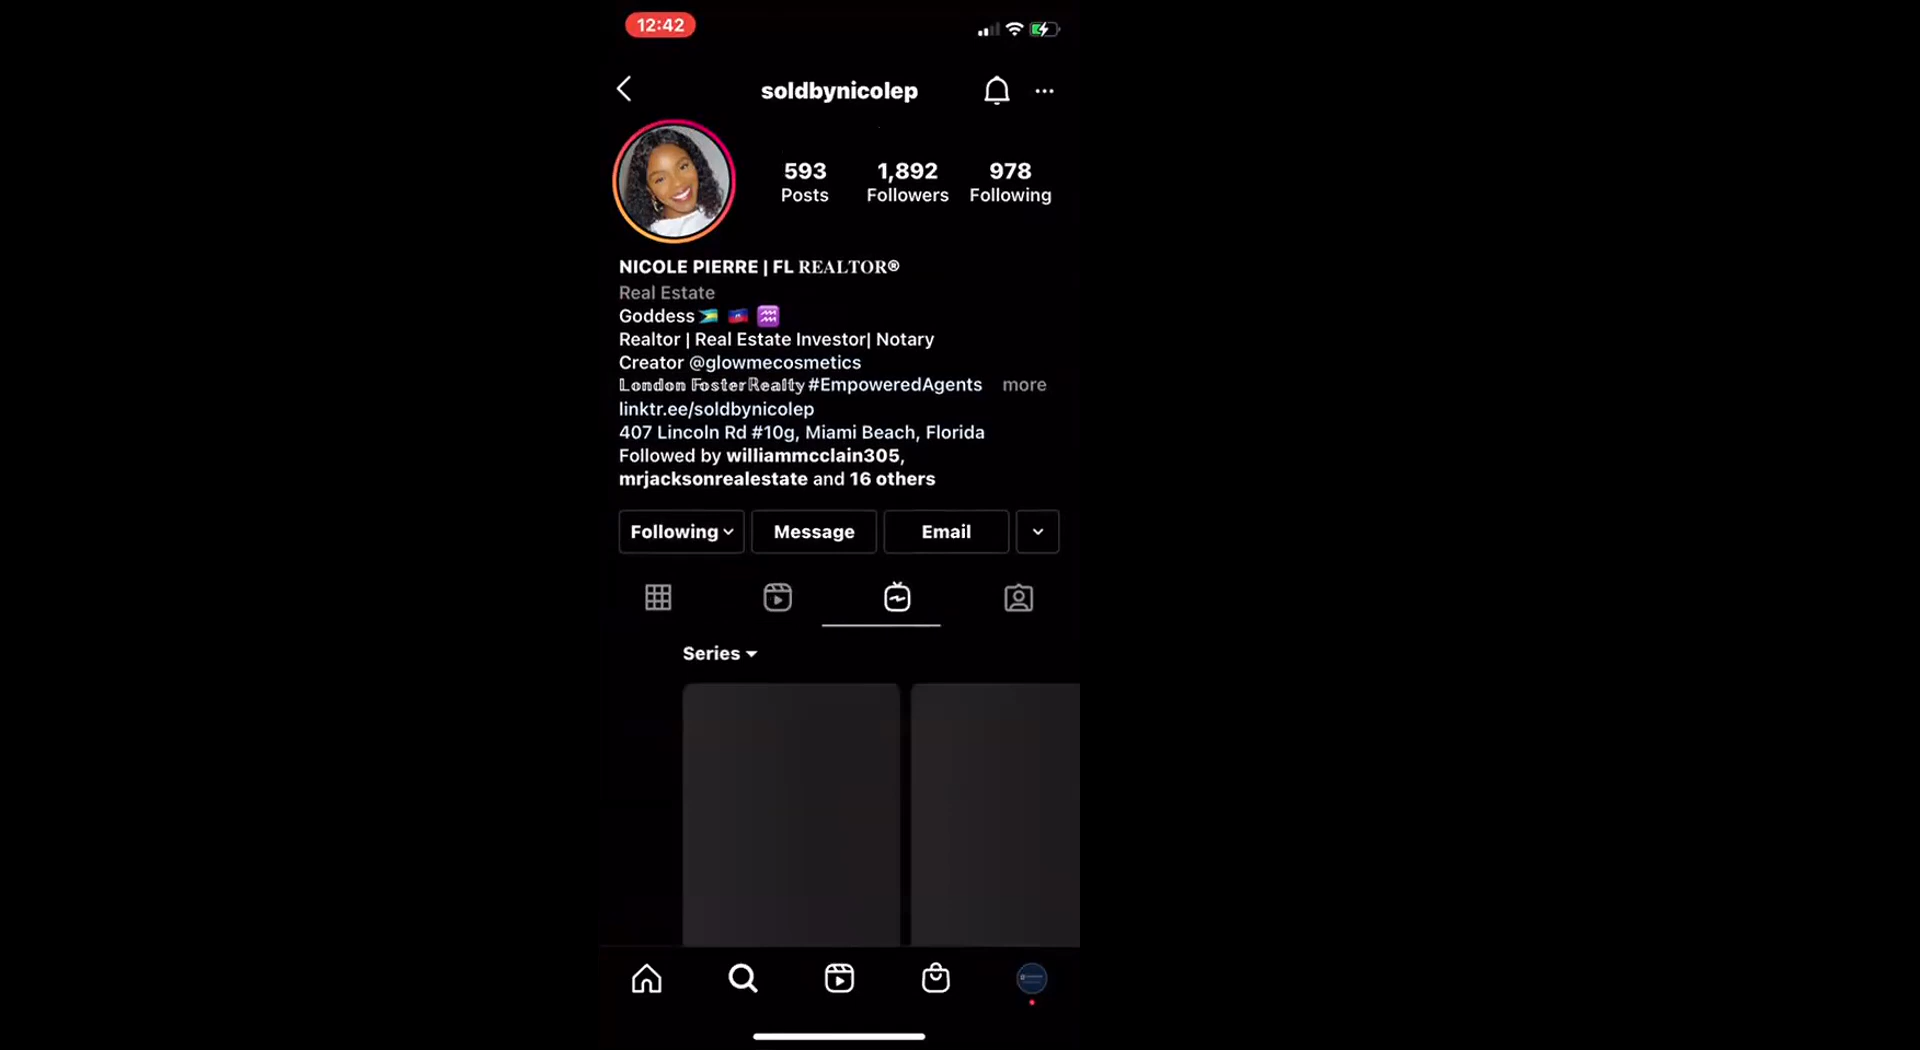 12:42
soldbynicolep
593 1,892 978
Posts Followers Following
NICOLE PIERRE | FL 𝐑𝐄𝐀𝐋𝐓𝐎𝐑®
Real Estate
Goddess🇧🇸 🇭🇹 ♒
Realtor | Real Estate Investor| Notary
Creator @glowmecosmetics
𝕃𝕠𝕟𝕕𝕠𝕟 𝔽𝕠𝕤𝕥𝕖𝕣ℝ𝕖𝕒𝕝𝕥𝕪 #EmpoweredAgents more
linktr.ee/soldbynicolep
407 Lincoln Rd #10g, Miami Beach, Florida
Followed by williammcclain305,
mrjacksonrealestate and 16 others
Following Message Email
Series